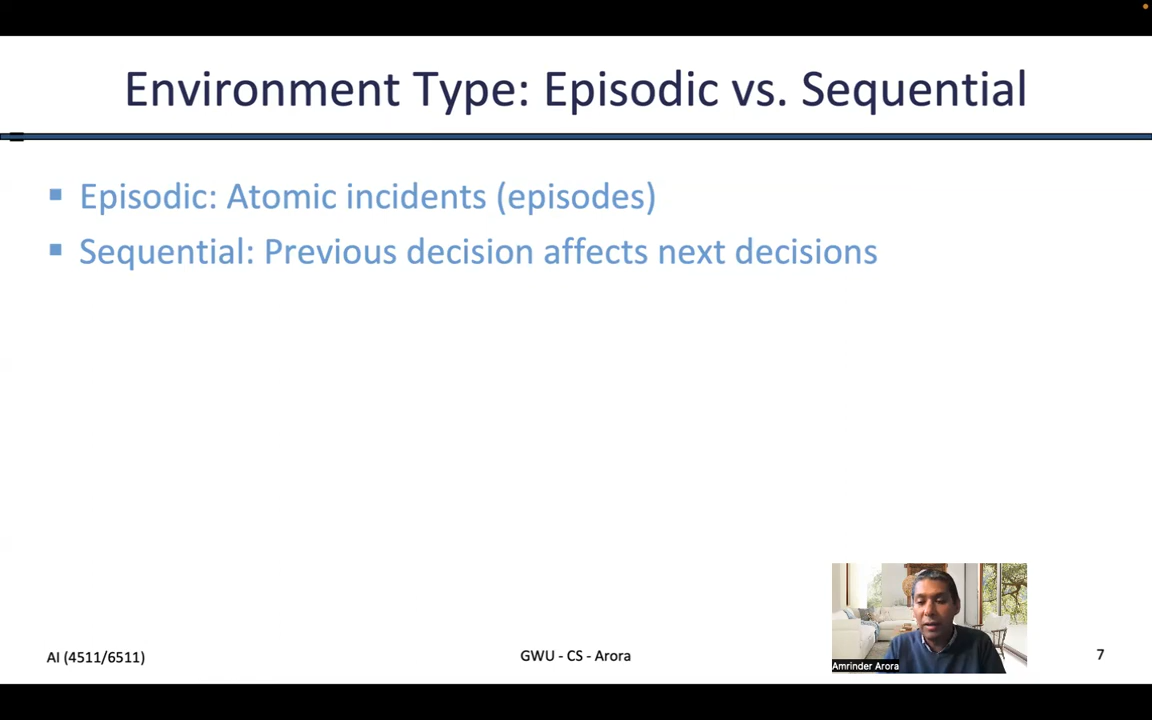 Environment Type: Episodic vs. Sequential
▪ Episodic: Atomic incidents (episodes)
▪ Sequential: Previous decision affects next decisions
AI (4511/6511)
GWU - CS - Arora
Amrinder Arora
7